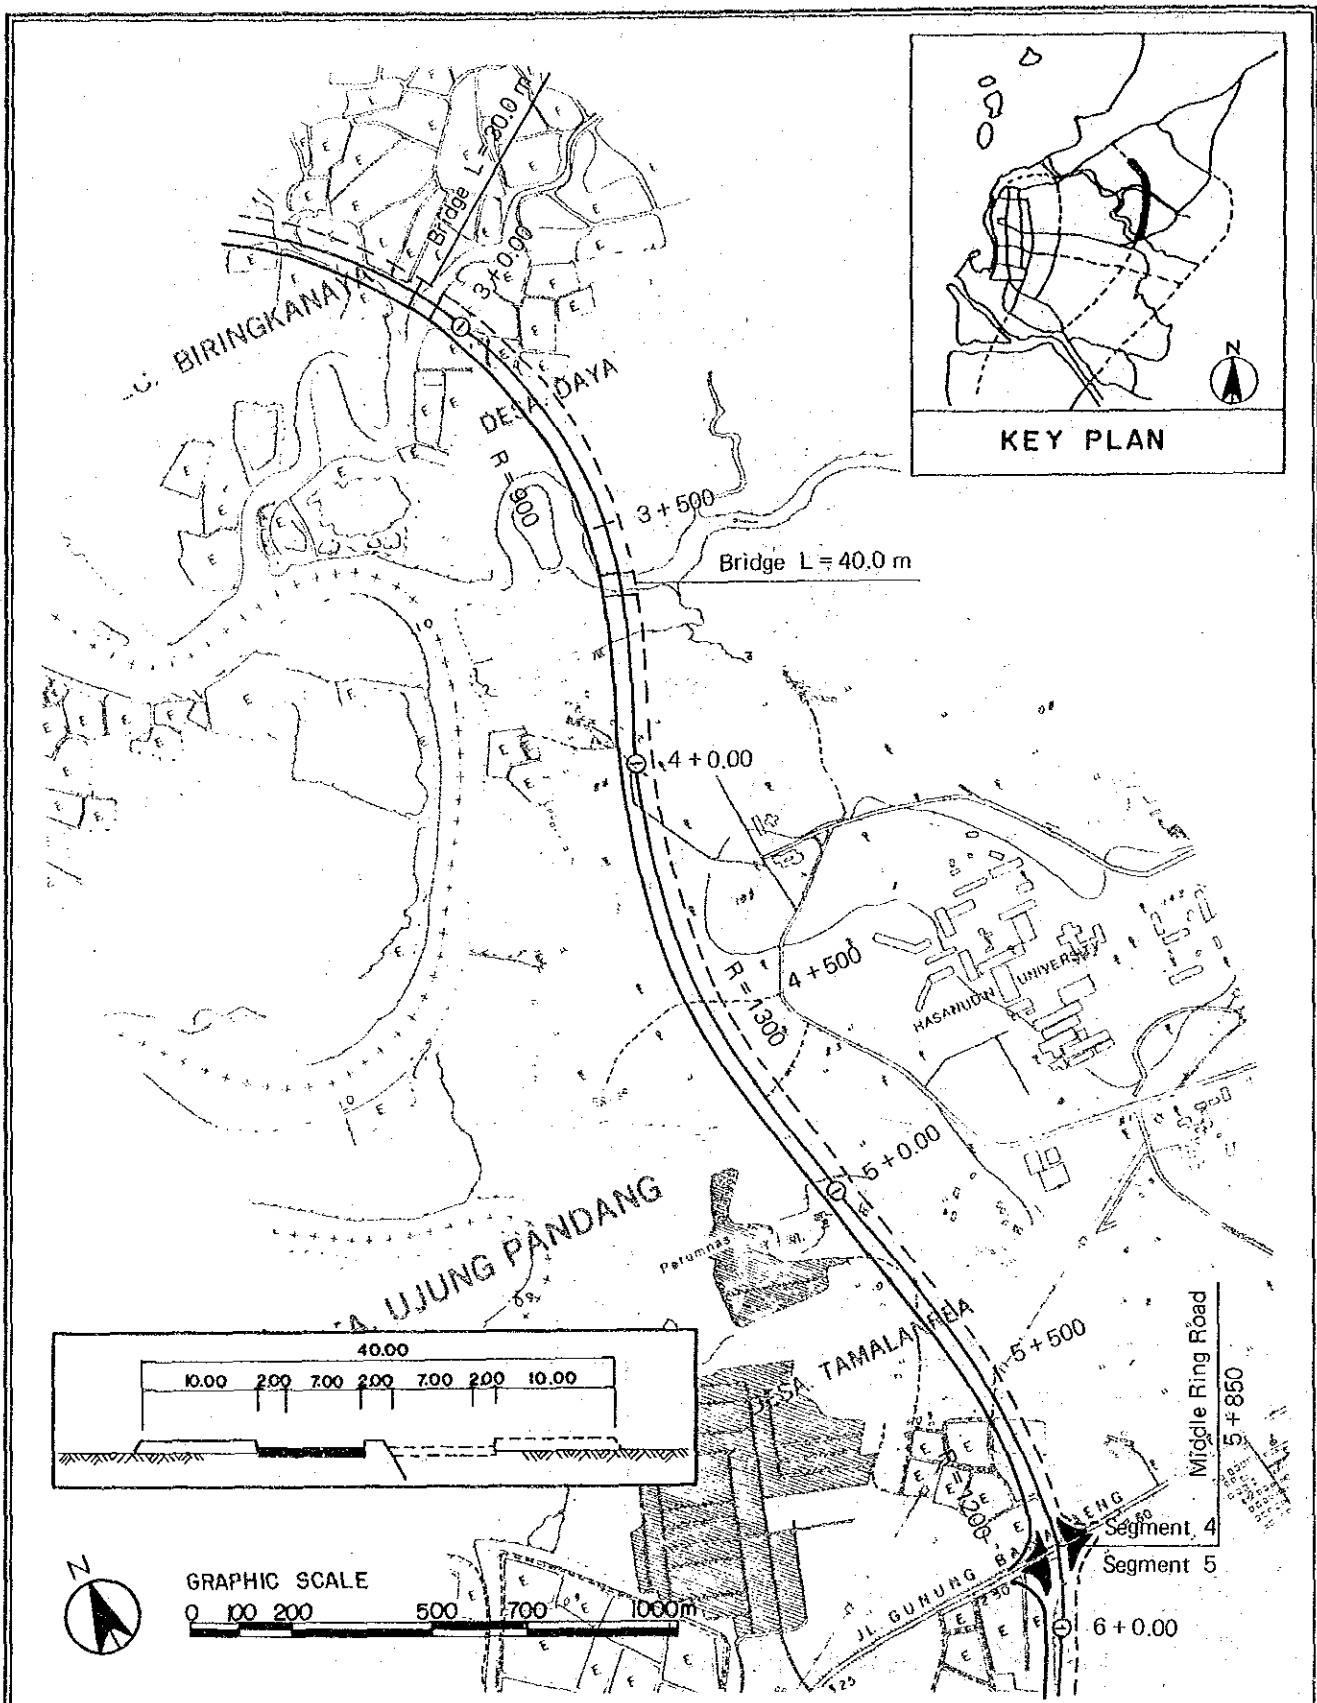 KEY PLAN
N
Bridge L = 30.0 m
3+0.00
BIRINGKANAYA
DESA DAYA
R = 900
3 + 500
Bridge L = 40.0 m
4 + 0.00
4 + 500
R = 1300
HASANUDIN UNIVERSITY
5 + 0.00
UJUNG PANDANG
Perumnas
TAMALANREA
5 + 500
Middle Ring Road
5 + 850
40.00
10.00 2.00 7.00 2.00 7.00 2.00 10.00
Segment 4
Segment 5
JL. GUNUNG
6 + 0.00
N
GRAPHIC SCALE
0 100 200 500 700 1000m